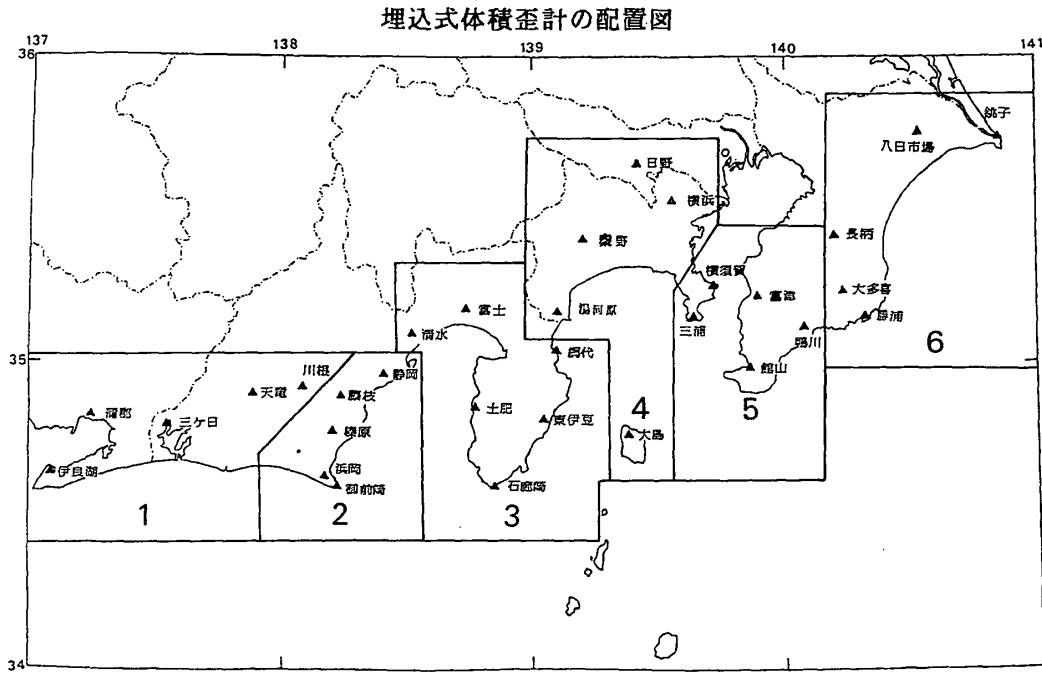 埋込式体積歪計の配置図
137
138
139
140
141
36
35
34
銚子
八日市場
日野
横浜
秦野
長柄
横須賀
大多喜
富津
勝浦
富士
湯河原
三浦
鴨川
6
清水
網代
館山
川根
静岡
天竜
藤枝
4
5
蒲郡
三ケ日
土肥
東伊豆
大島
榛原
伊良湖
浜岡
御前崎
石廊崎
1
2
3